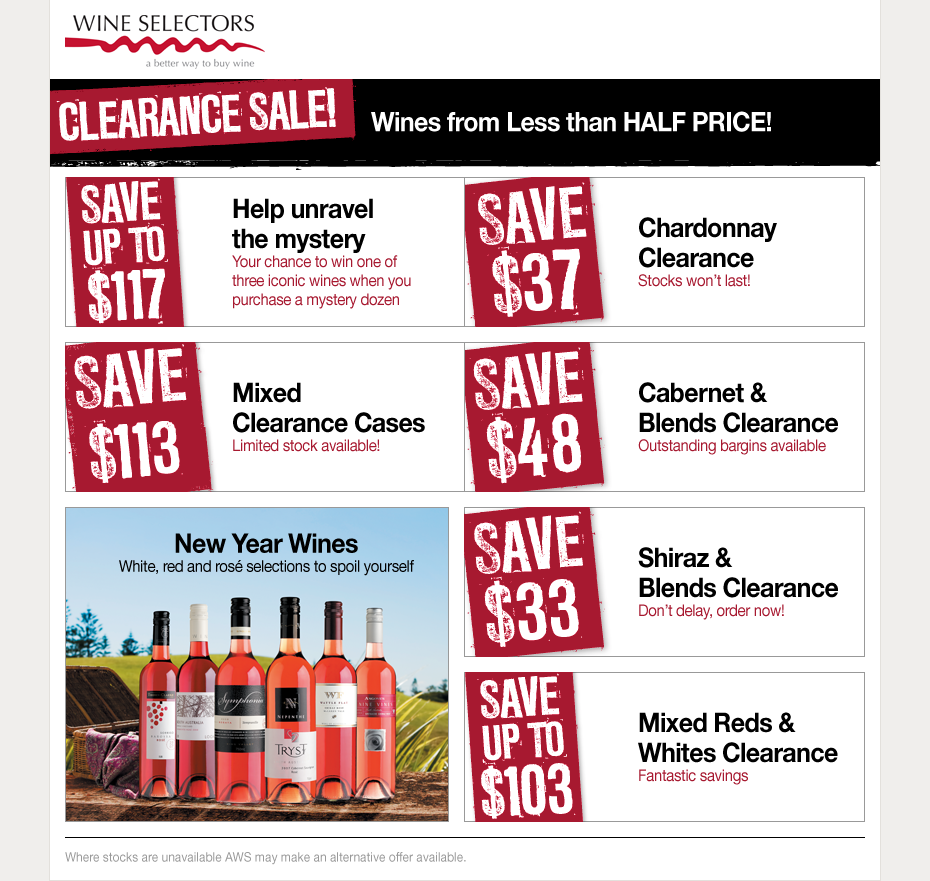 WINE SELECTORS
a better way to buy wine
CLEARANCE SALE!
Wines from Less than HALF PRICE!
SAVE
UP TO
$117
Help unravel
the mystery
Your chance to win one of
three iconic wines when you
purchase a mystery dozen
SAVE
$37
Chardonnay
Clearance
Stocks won't last!
SAVE
$113
Mixed
Clearance Cases
Limited stock available!
SAVE
$48
Cabernet &
Blends Clearance
Outstanding bargins available
New Year Wines
White, red and rosé selections to spoil yourself
Symphonia
NEPENTHE
TRYST
SAVE
$33
Shiraz &
Blends Clearance
Don't delay, order now!
SAVE
UP TO
$103
Mixed Reds &
Whites Clearance
Fantastic savings
Where stocks are unavailable AWS may make an alternative offer available.